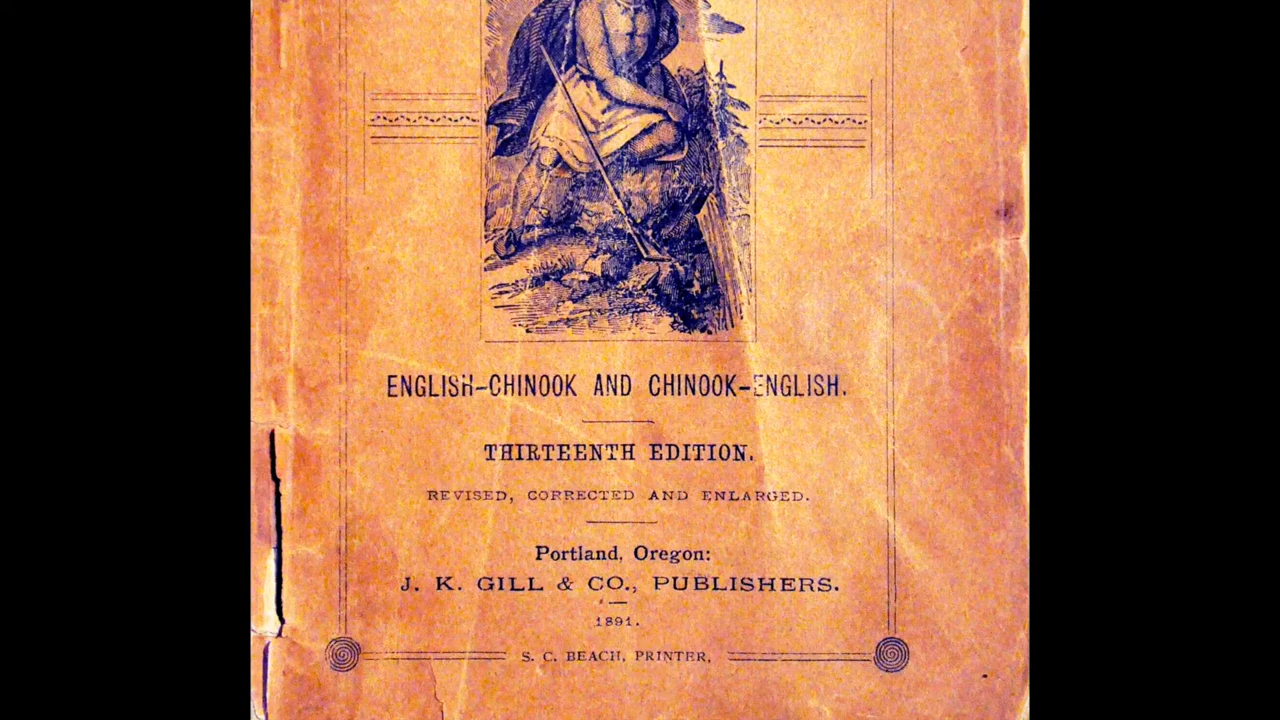 ENGLISH-CHINOOK AND CHINOOK-ENGLISH.
THIRTEENTH EDITION.
REVISED, CORRECTED AND ENLARGED.
Portland, Oregon:
J. K. GILL & CO., PUBLISHERS.
1891.
S. C. BEACH, PRINTER,